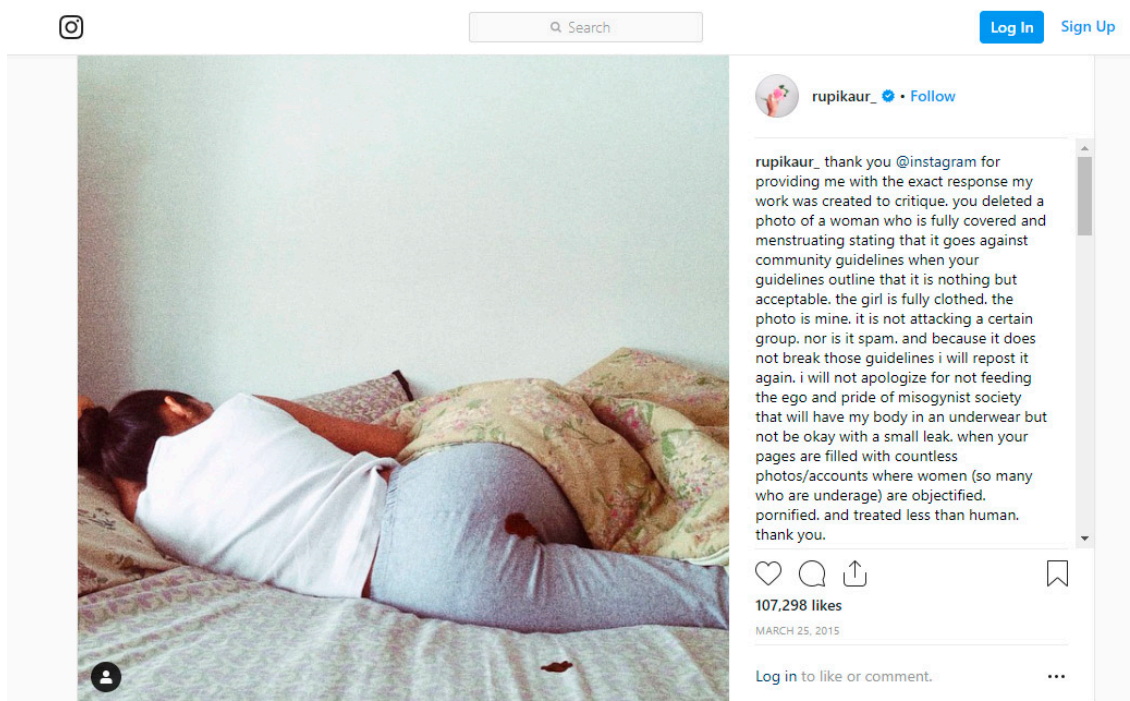 Search
Log In
Sign Up
rupikaur_ • Follow
rupikaur_ thank you @instagram for
providing me with the exact response my
work was created to critique. you deleted a
photo of a woman who is fully covered and
menstruating stating that it goes against
community guidelines when your
guidelines outline that it is nothing but
acceptable. the girl is fully clothed. the
photo is mine. it is not attacking a certain
group. nor is it spam. and because it does
not break those guidelines i will repost it
again. i will not apologize for not feeding
the ego and pride of misogynist society
that will have my body in an underwear but
not be okay with a small leak. when your
pages are filled with countless
photos/accounts where women (so many
who are underage) are objectified.
pornified. and treated less than human.
thank you.
107,298 likes
MARCH 25, 2015
Log in to like or comment.